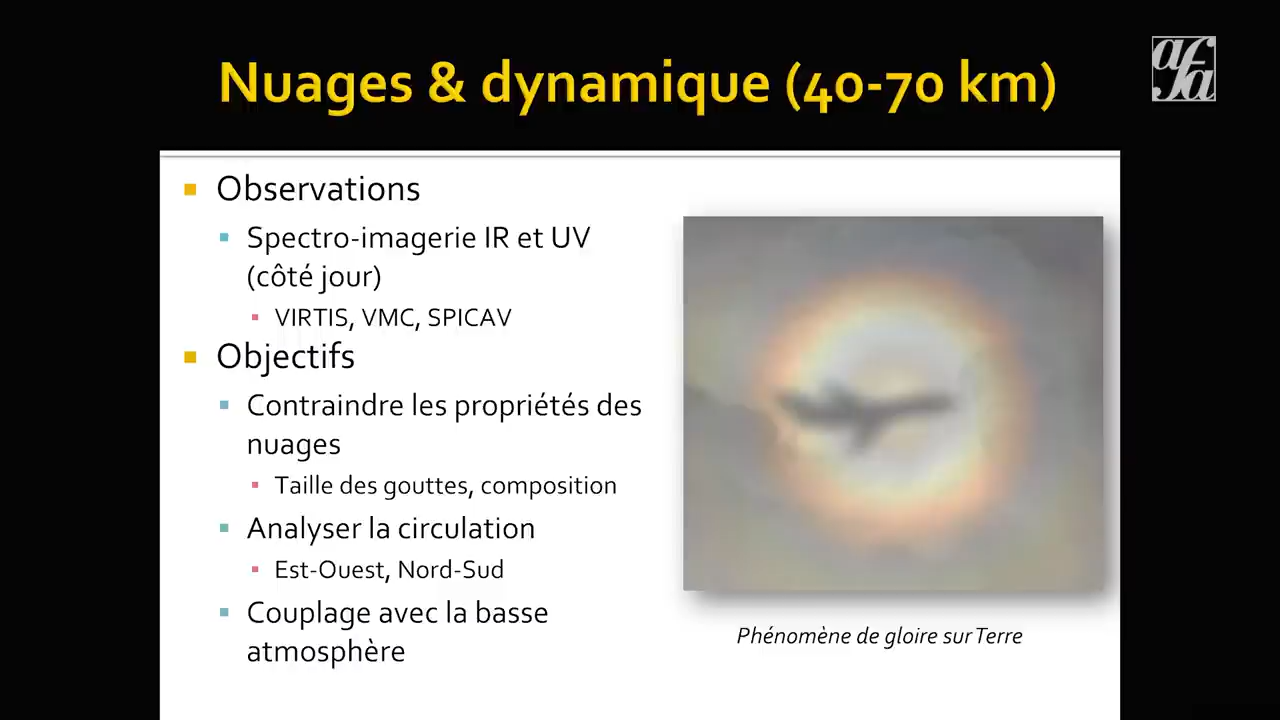 Nuages & dynamique (40-70 km)
afa
Observations
Spectro-imagerie IR et UV
(côté jour)
VIRTIS, VMC, SPICAV
Objectifs
Contraindre les propriétés des
nuages
Taille des gouttes, composition
Analyser la circulation
Est-Ouest, Nord-Sud
Couplage avec la basse
atmosphère
Phénomène de gloire sur Terre